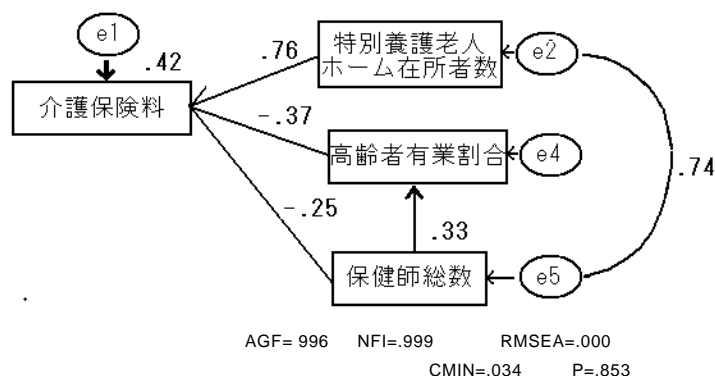 e1
.42
介護保険料
.76
特別養護老人
ホーム在所者数
e2
-.37
高齢者有業割合
e4
.74
-.25
.33
保健師総数
e5
AGF= 996 NFI=.999 RMSEA=.000
CMIN=.034 P=.853